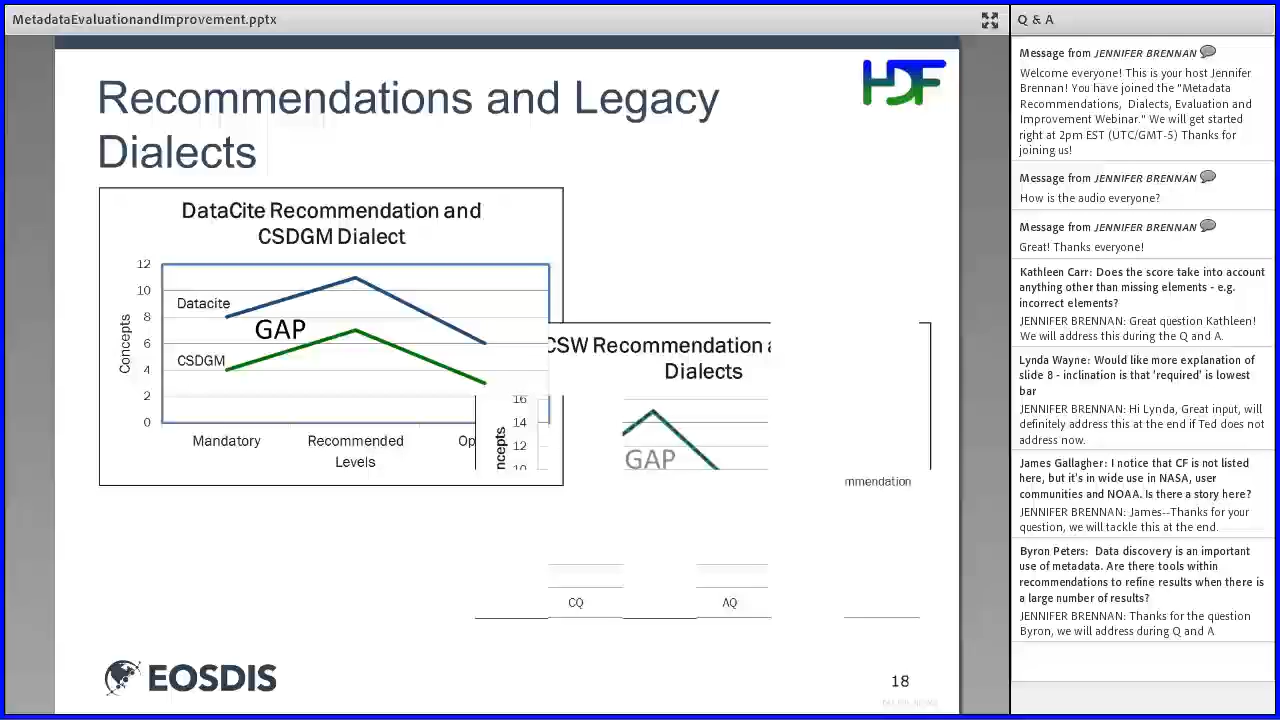 MetadataEvaluationandImprovement.pptx
Recommendations and Legacy
Dialects
HDF
DataCite Recommendation and
CSDGM Dialect
12
10
8
6
4
2
0
Concepts
Datacite
GAP
CSDGM
Mandatory
Recommended
Op
Levels
CSW Recommendation a
Dialects
16
14
12
10
ncepts
GAP
mmendation
CQ
AQ
EOSDIS
18
Q & A
Message from JENNIFER BRENNAN
Welcome everyone! This is your host Jennifer
Brennan! You have joined the "Metadata
Recommendations, Dialects, Evaluation and
Improvement Webinar." We will get started
right at 2pm EST (UTC/GMT-5) Thanks for
joining us!
Message from JENNIFER BRENNAN
How is the audio everyone?
Message from JENNIFER BRENNAN
Great! Thanks everyone!
Kathleen Carr: Does the score take into account
anything other than missing elements - e.g.
incorrect elements?
JENNIFER BRENNAN: Great question Kathleen!
We will address this during the Q and A.
Lynda Wayne: Would like more explanation of
slide 8 - inclination is that 'required' is lowest
bar
JENNIFER BRENNAN: Hi Lynda, Great input, will
definitely address this at the end if Ted does not
address now.
James Gallagher: I notice that CF is not listed
here, but it's in wide use in NASA, user
communities and NOAA. Is there a story here?
JENNIFER BRENNAN: James--Thanks for your
question, we will tackle this at the end.
Byron Peters: Data discovery is an important
use of metadata. Are there tools within
recommendations to refine results when there is
a large number of results?
JENNIFER BRENNAN: Thanks for the question
Byron, we will address during Q and A